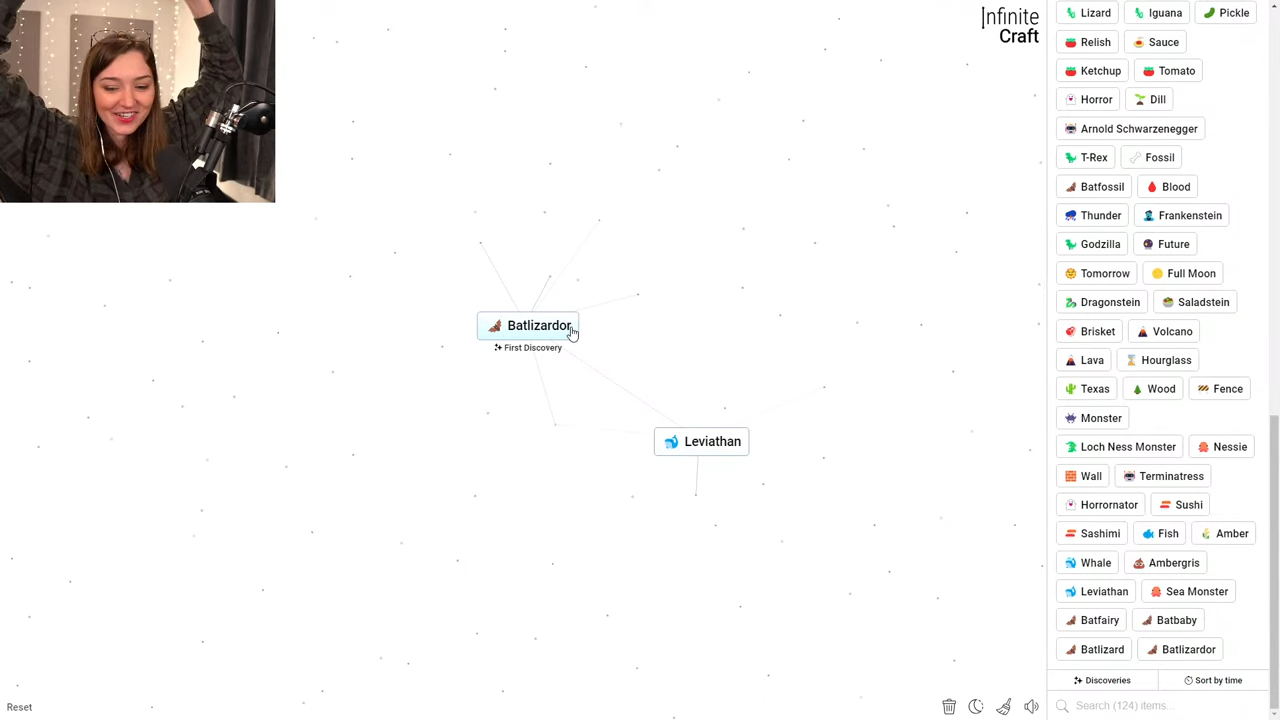 Infinite
Craft
Lizard Iguana Pickle
Relish Sauce
Ketchup Tomato
Horror Dill
Arnold Schwarzenegger
T-Rex Fossil
Batfossil Blood
Thunder Frankenstein
Godzilla Future
Tomorrow Full Moon
Dragonstein Saladstein
Brisket Volcano
Lava Hourglass
Texas Wood Fence
Monster
Loch Ness Monster Nessie
Wall Terminatress
Horrornator Sushi
Sashimi Fish Amber
Whale Ambergris
Leviathan Sea Monster
Batfairy Batbaby
Batlizard Batlizardor
Discoveries Sort by time
Search (124) items...
Batlizardor
First Discovery
Leviathan
Reset